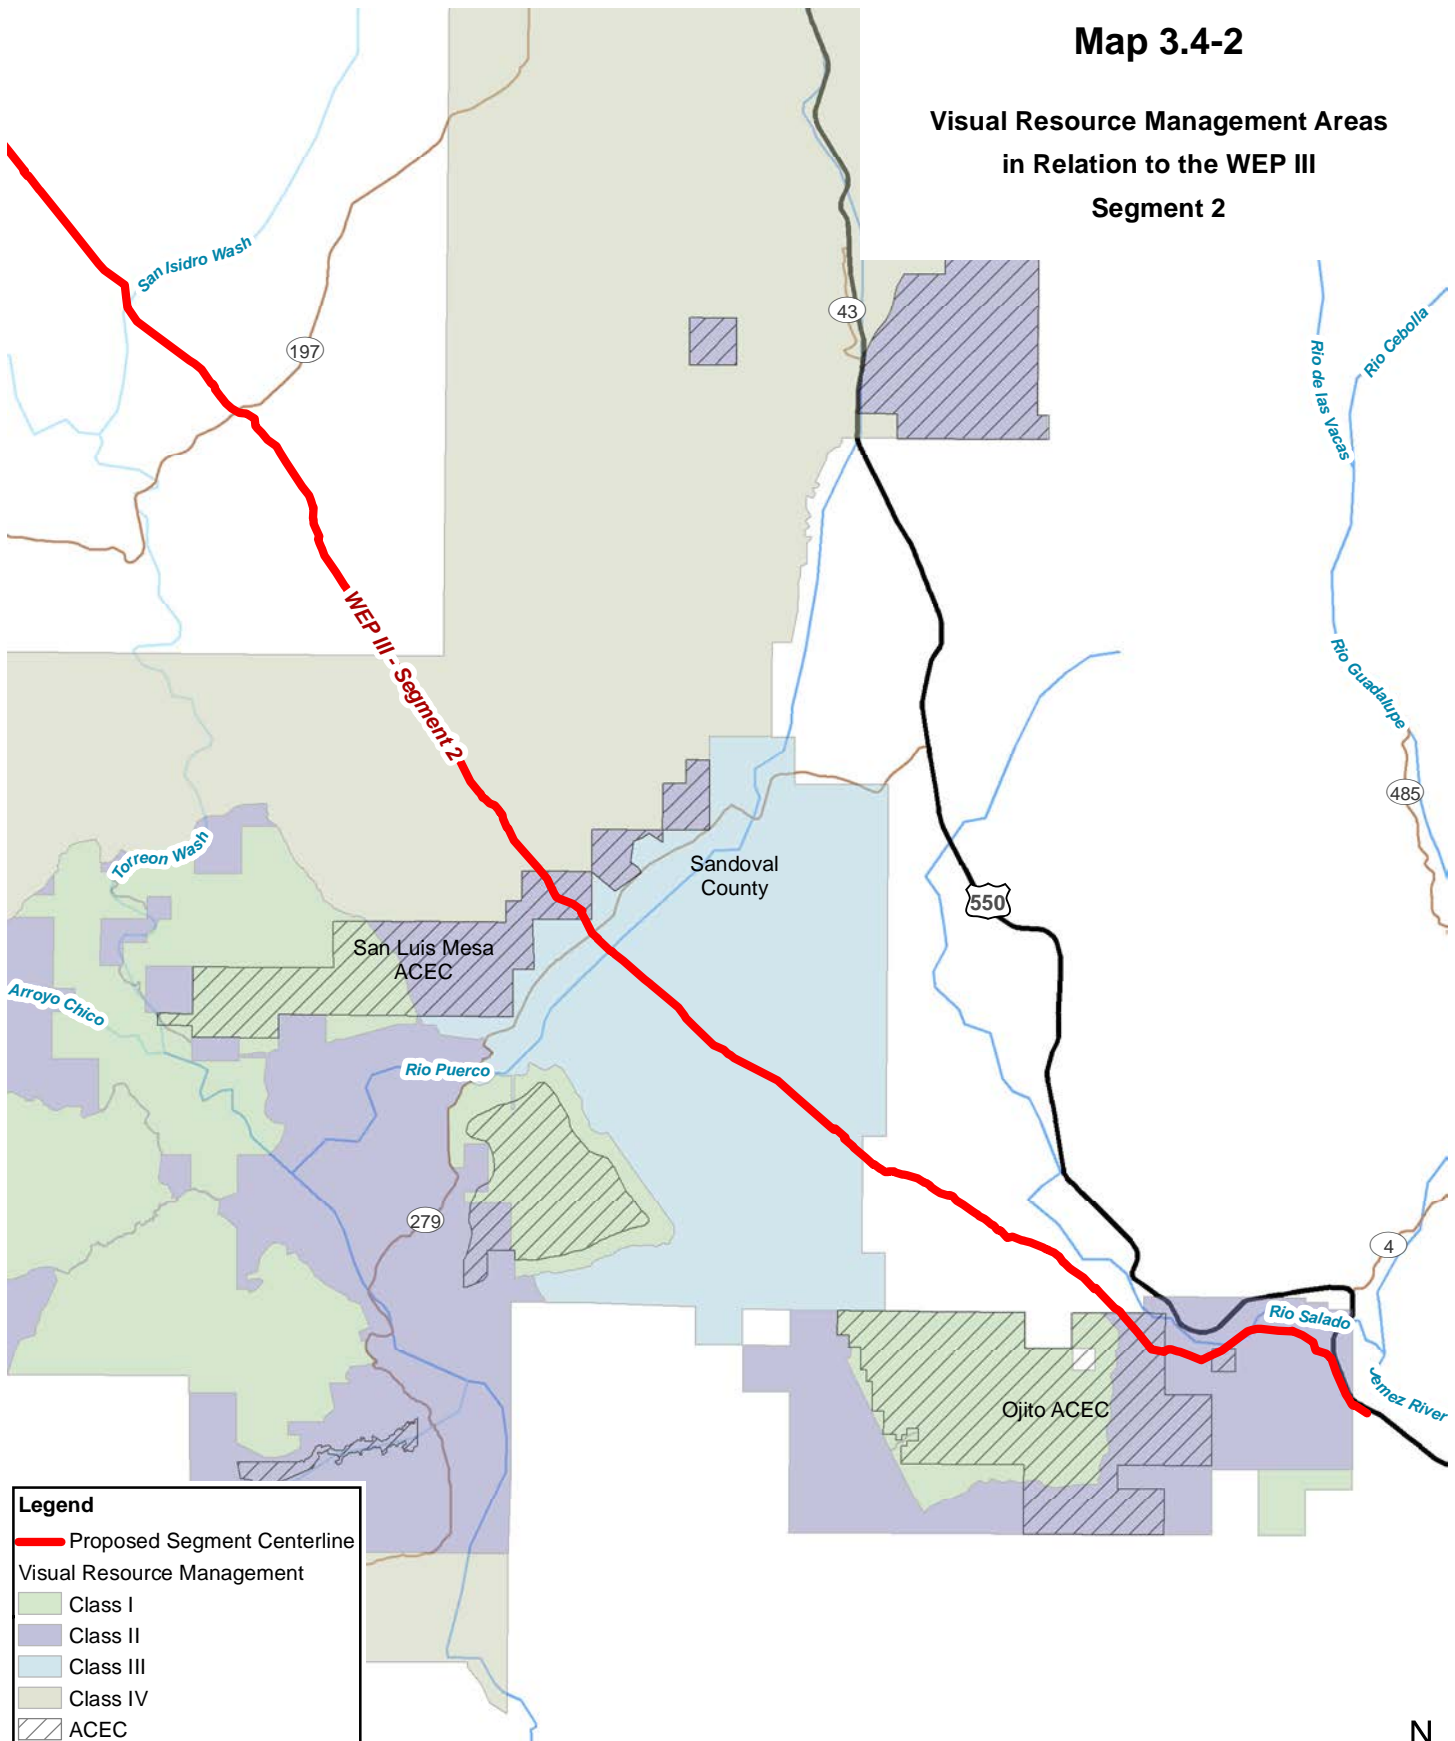 Map 3.4-2
Visual Resource Management Areas
in Relation to the WEP III
Segment 2
San Isidro Wash
197
43
Rio de las Vacas
Rio Cebolla
WEP III - Segment 2
Rio Guadalupe
485
Torreon Wash
Sandoval
County
550
San Luis Mesa
ACEC
Arroyo Chico
Rio Puerco
279
4
Rio Salado
Jemez River
Ojito ACEC
Legend
Proposed Segment Centerline
Visual Resource Management
Class I
Class II
Class III
Class IV
ACEC
N